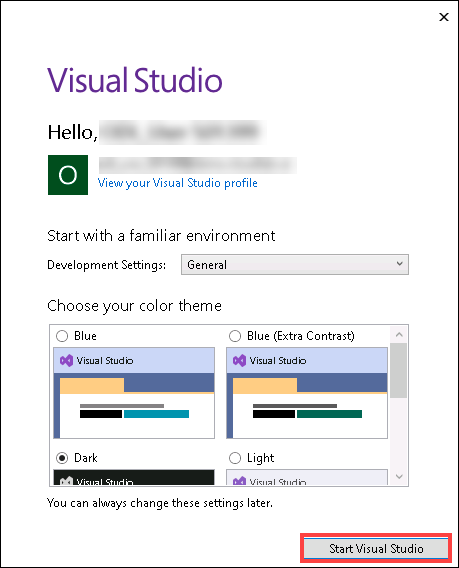 Visual Studio
Hello,
O
View your Visual Studio profile
Start with a familiar environment
Development Settings: General
Choose your color theme
Blue Blue (Extra Contrast)
Visual Studio Visual Studio
Dark Light
Visual Studio Visual Studio
You can always change these settings later.
Start Visual Studio